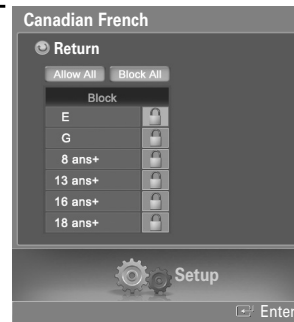 Canadian French
Return
Allow All Block All
Block
E
G
8 ans+
13 ans+
16 ans+
18 ans+
Setup
Enter